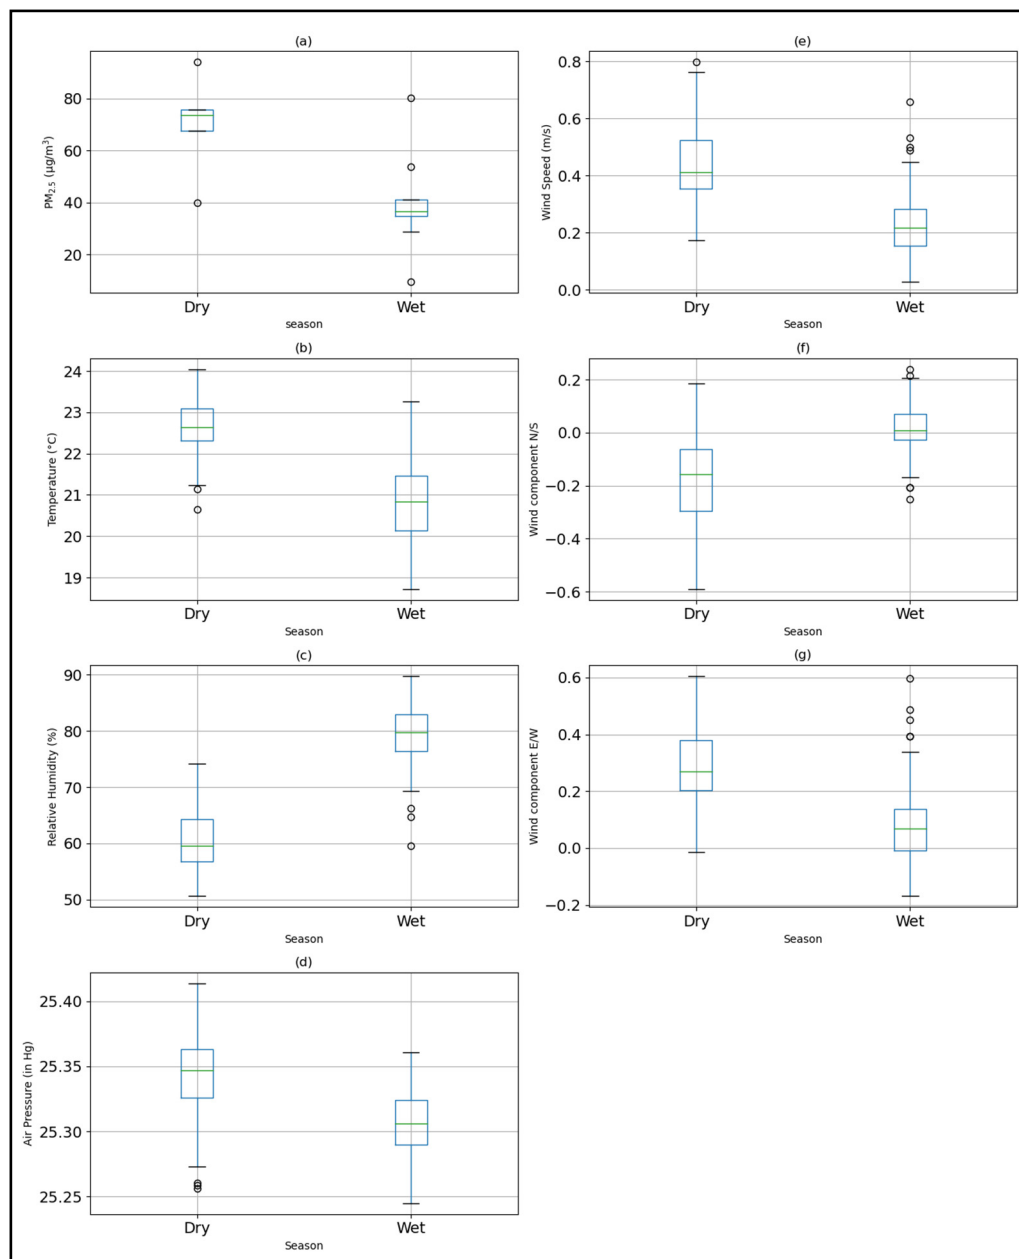 (a)
PM2.5 (μg/m³)
80
60
40
20
Dry
Wet
season
(b)
Temperature (°C)
24
23
22
21
20
19
Dry
Wet
Season
(c)
Relative Humidity (%)
90
80
70
60
50
Dry
Wet
Season
(d)
Air Pressure (in Hg)
25.40
25.35
25.30
25.25
Dry
Wet
Season
(e)
Wind Speed (m/s)
0.8
0.6
0.4
0.2
0.0
Dry
Wet
Season
(f)
Wind component N/S
0.2
0.0
−0.2
−0.4
−0.6
Dry
Wet
Season
(g)
Wind component E/W
0.6
0.4
0.2
0.0
−0.2
Dry
Wet
Season